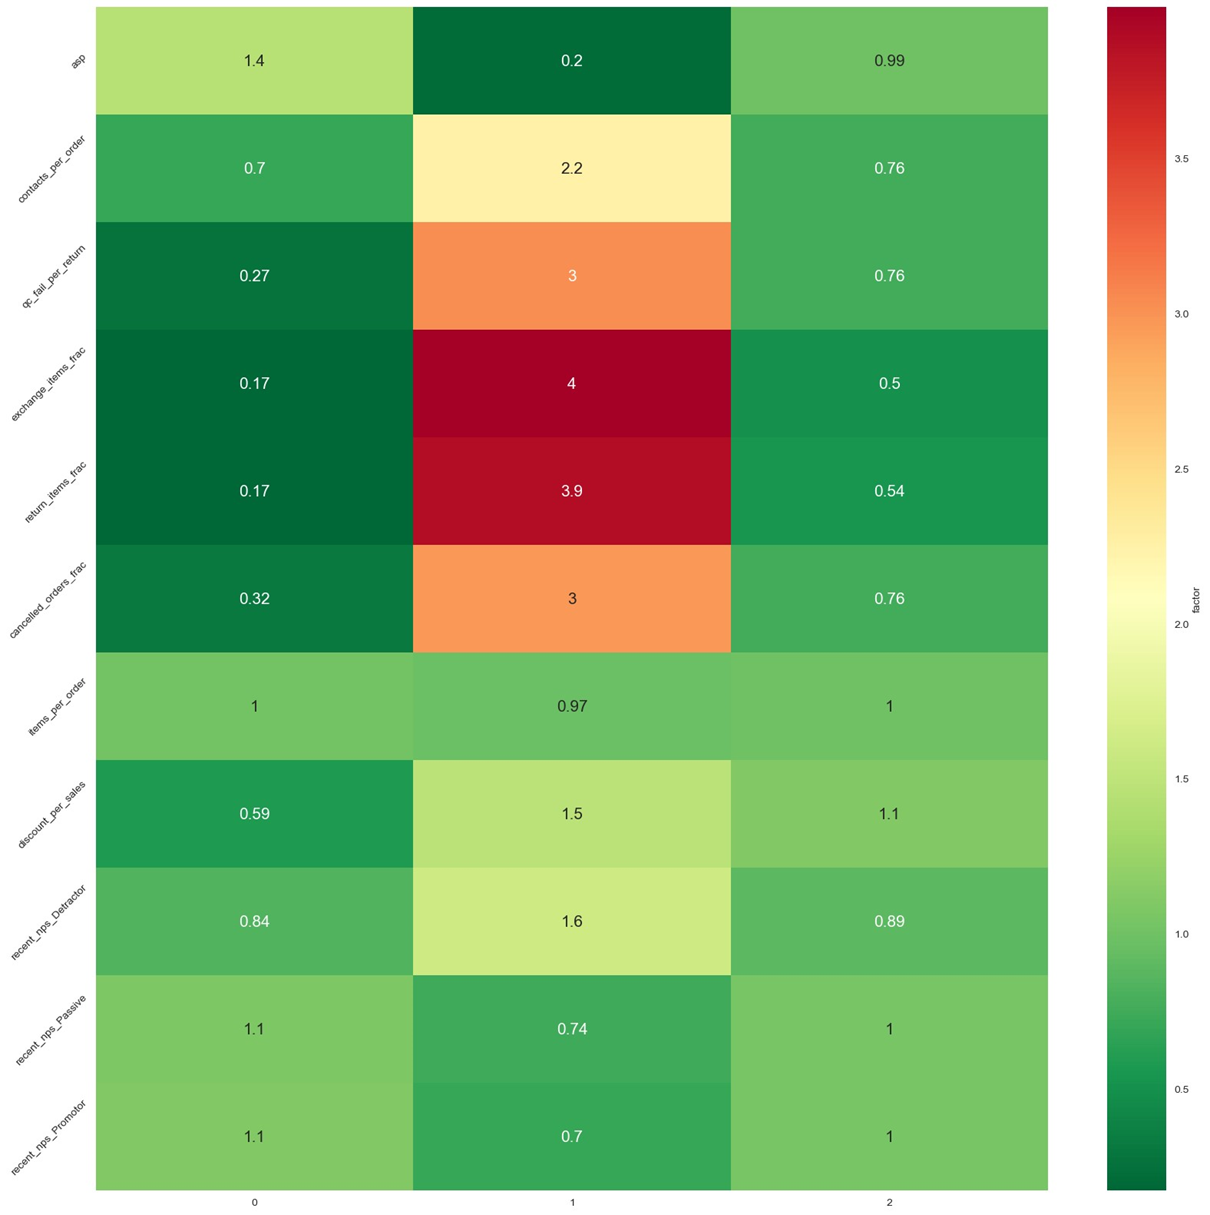 asp 1.4 0.2 0.99
contacts_per_order 0.7 2.2 0.76
3.5
qc_fail_per_return 0.27 3 0.76
3.0
exchange_items_frac 0.17 4 0.5
2.5
return_items_frac 0.17 3.9 0.54
cancelled_orders_frac 0.32 3 0.76
factor
2.0
items_per_order 1 0.97 1
1.5
discount_per_sales 0.59 1.5 1.1
recent_nps_Detractor 0.84 1.6 0.89
1.0
recent_nps_Passive 1.1 0.74 1
0.5
recent_nps_Promotor 1.1 0.7 1
0 1 2